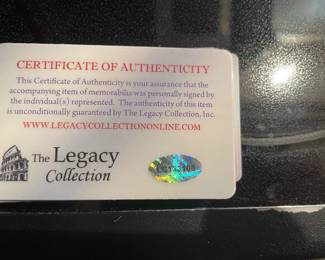 CERTIFICATE OF AUTHENTICITY
This Certificate of Authenticity is your assurance that the
accompanying item of memorabilia was personally signed by
the individual(s) represented. The authenticity of this item
is unconditionally guaranteed by The Legacy Collection, Inc.
WWW.LEGACYCOLLECTIONONLINE.COM
The Legacy
Collection